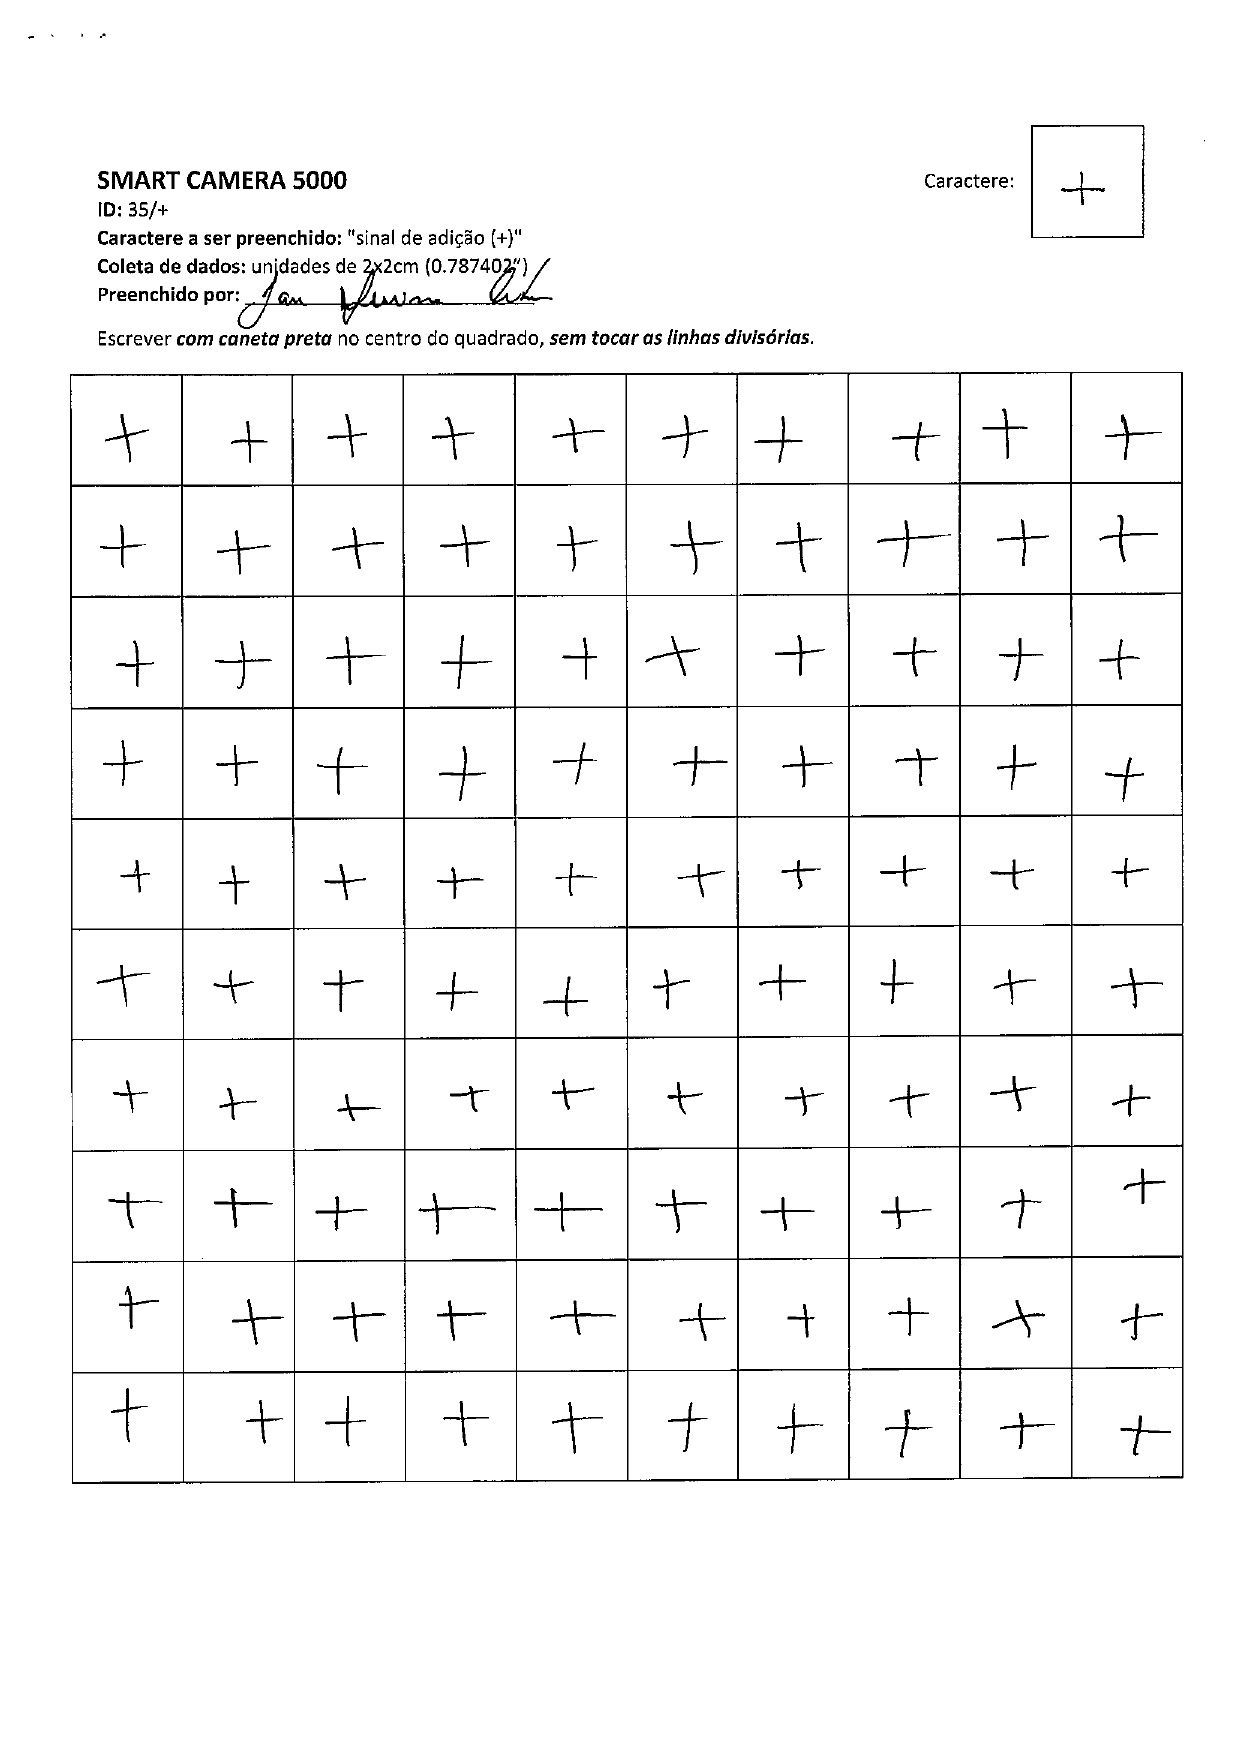 SMART CAMERA 5000
Caractere: +
ID: 35/+
Caractere a ser preenchido: "sinal de adição (+)"
Coleta de dados: unidades de 2x2cm (0.787402")
Preenchido por:
Escrever com caneta preta no centro do quadrado, sem tocar as linhas divisórias.
+ + + + + + + + + +
+ + + + + + + + + +
+ + + + + + + + + +
+ + + + + + + + + +
+ + + + + + + + + +
+ + + + + + + + + +
+ + + + + + + + + +
+ + + + + + + + + +
+ + + + + + + + + +
+ + + + + + + + + +